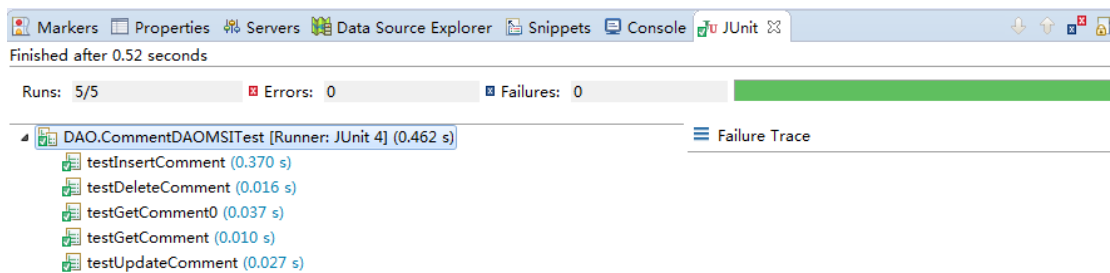 Markers Properties Servers Data Source Explorer Snippets Console JUnit
Finished after 0.52 seconds
Runs: 5/5 Errors: 0 Failures: 0
DAO.CommentDAOMSITest [Runner: JUnit 4] (0.462 s)
Failure Trace
testInsertComment (0.370 s)
testDeleteComment (0.016 s)
testGetComment0 (0.037 s)
testGetComment (0.010 s)
testUpdateComment (0.027 s)